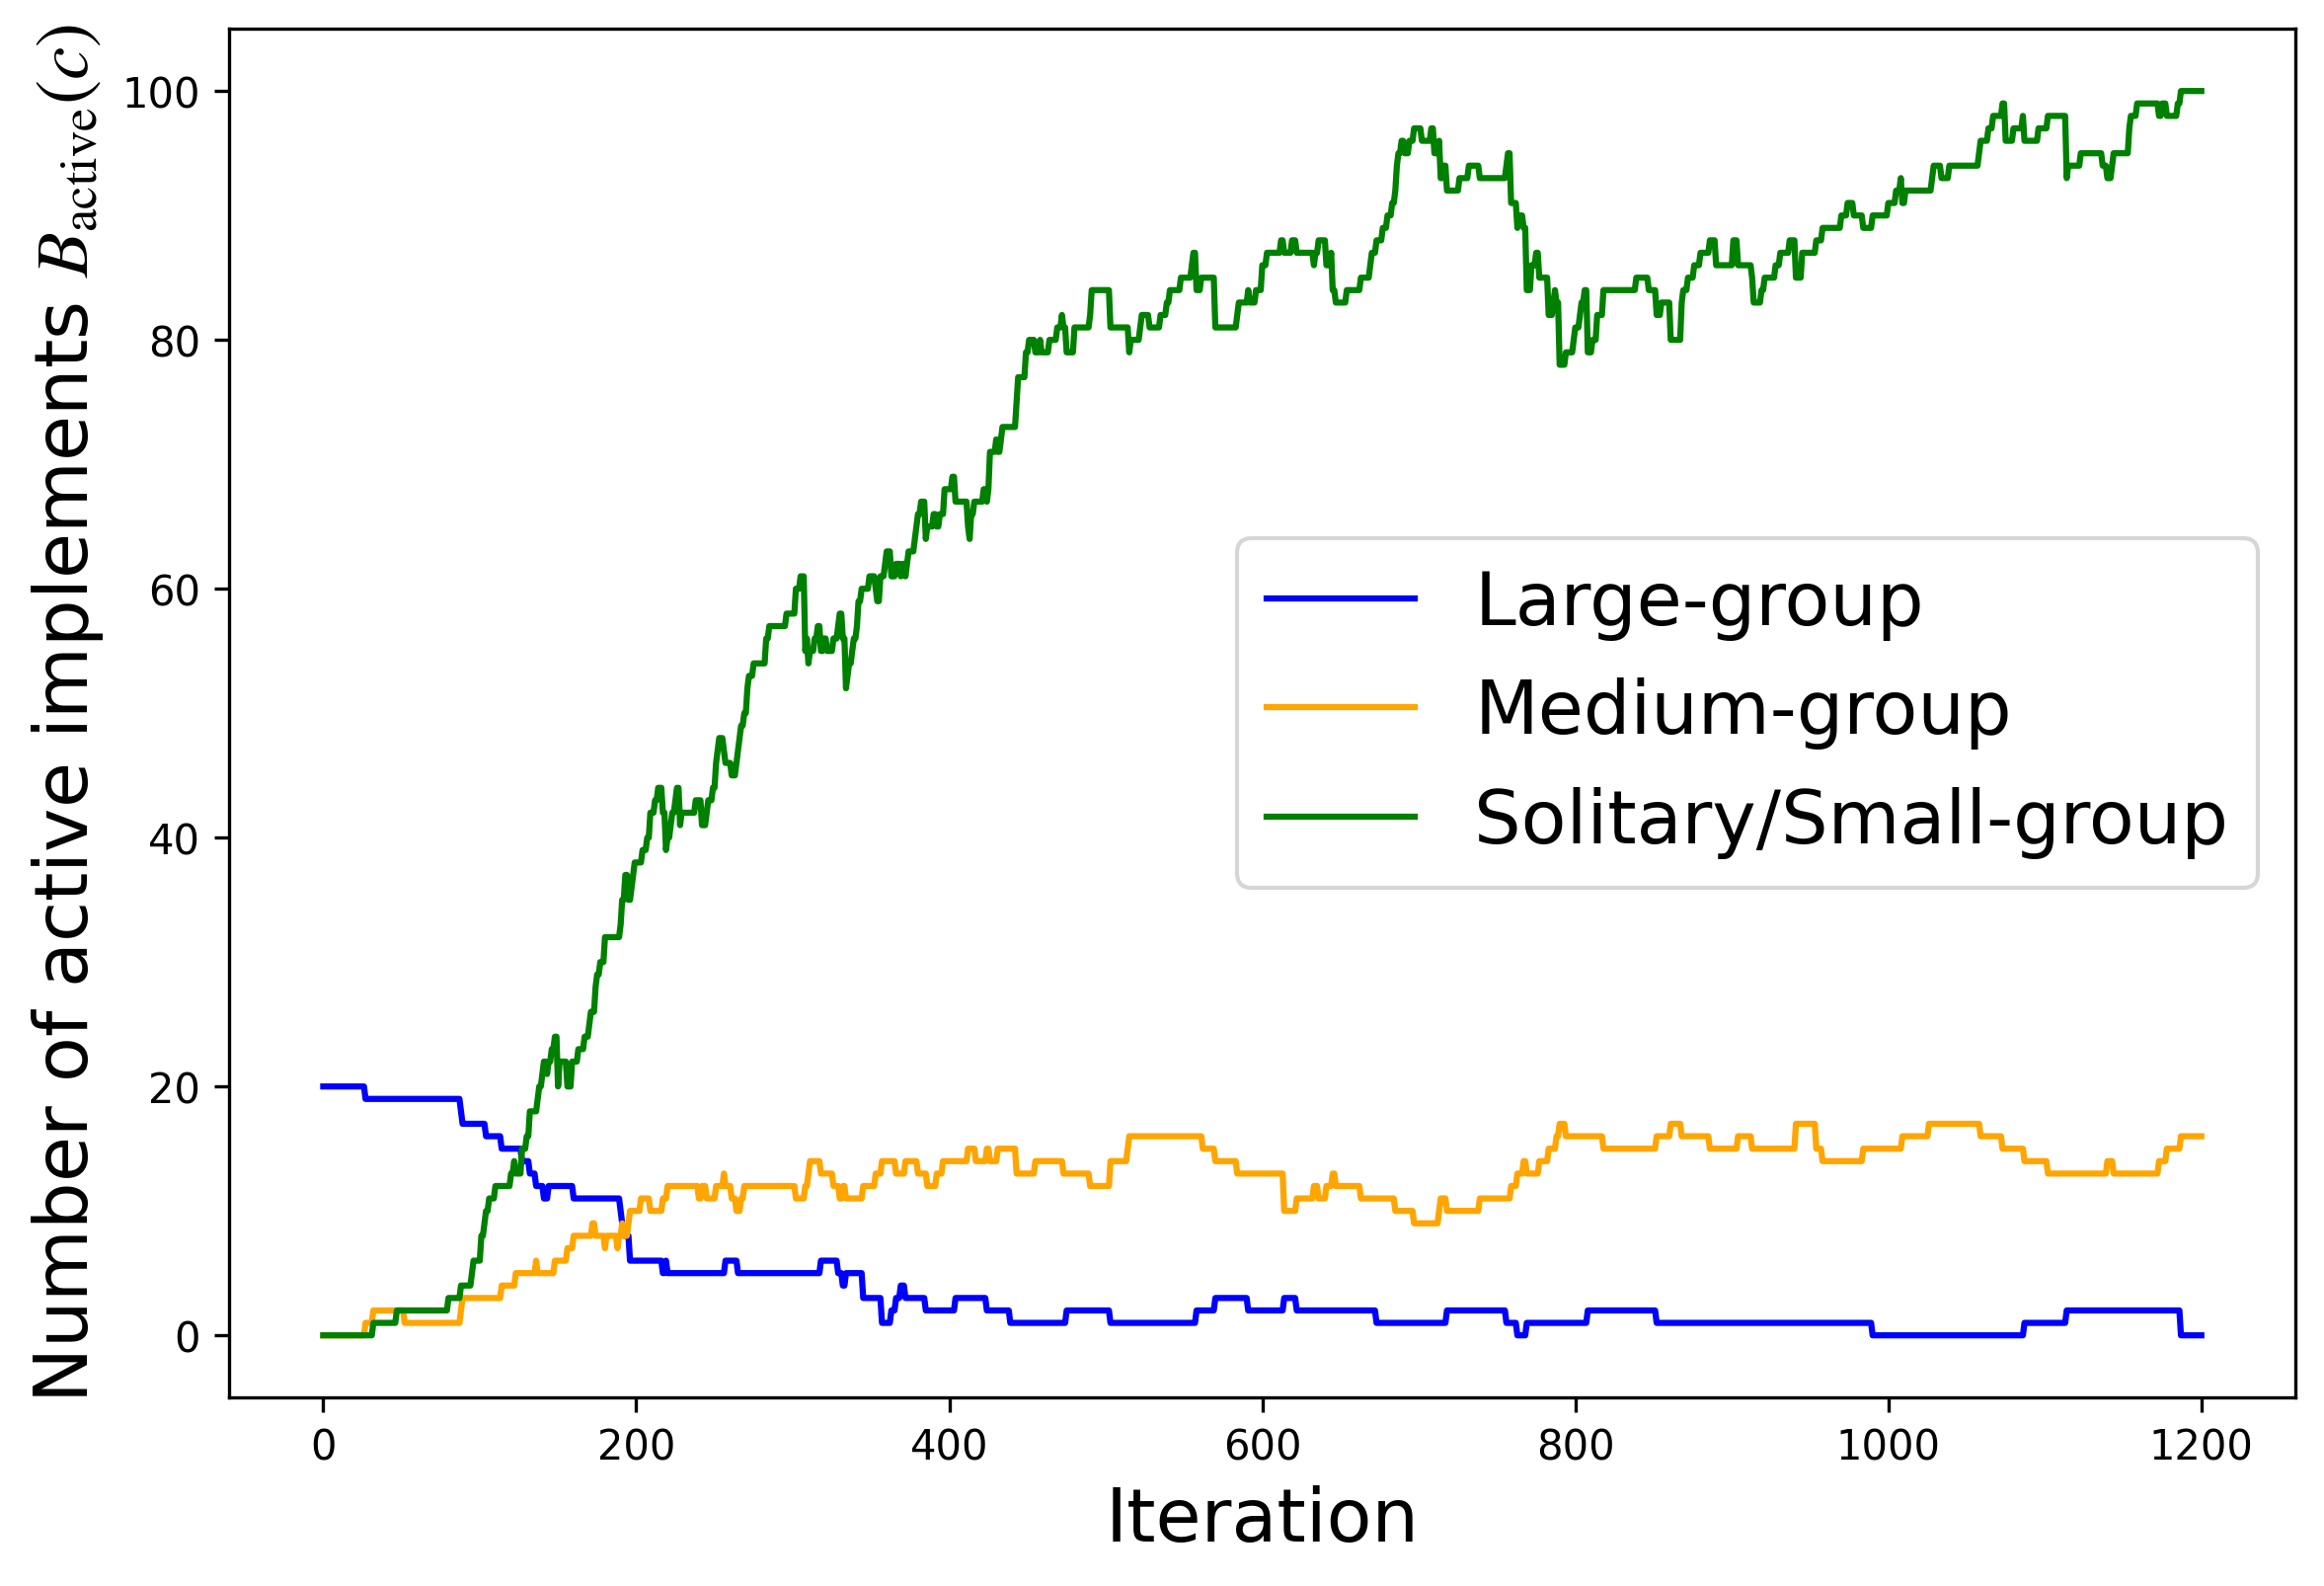 Number of active implements B_active(c)
100
80
60
40
20
0
Large-group
Medium-group
Solitary/Small-group
0 200 400 600 800 1000 1200
Iteration